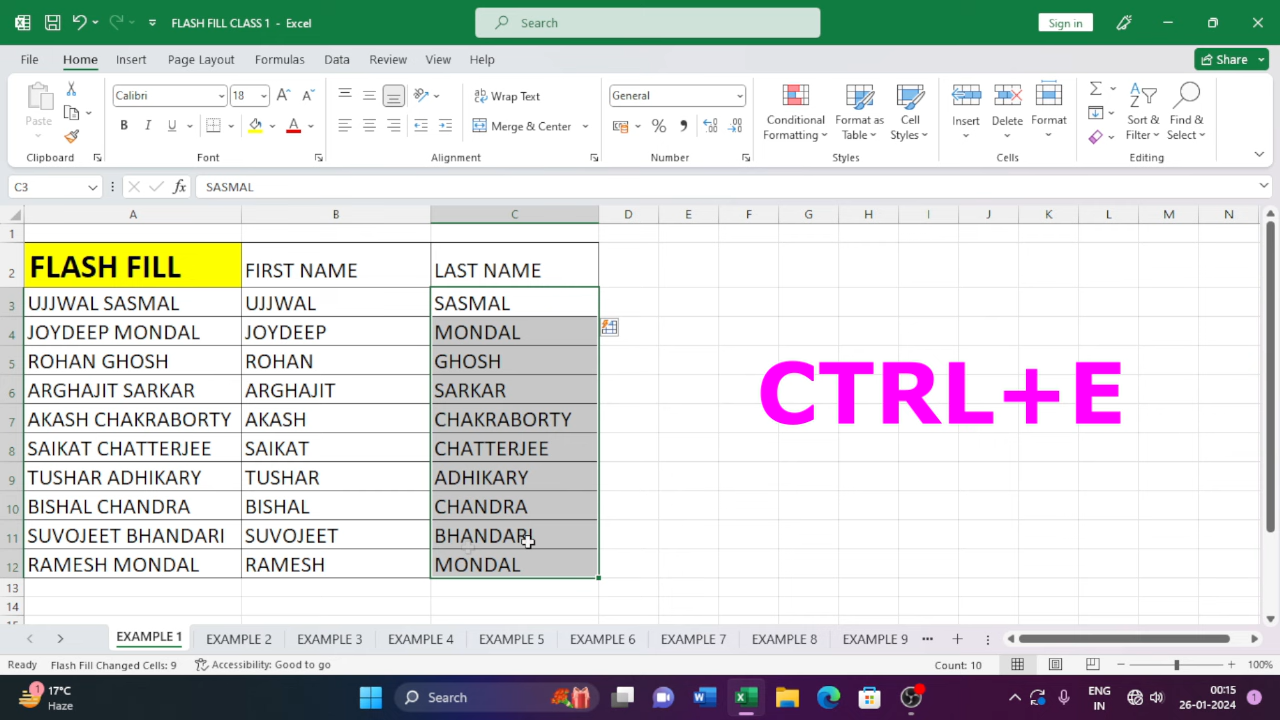 FLASH FILL CLASS 1 - Excel
Search
Sign in
File Home Insert Page Layout Formulas Data Review View Help
Share
Paste
Clipboard
Calibri 18
B I U
Font
Wrap Text
Merge & Center
Alignment
General
Number
Conditional Formatting
Format as Table
Cell Styles
Styles
Insert
Delete
Format
Cells
Sort & Filter
Find & Select
Editing
C3 fx SASMAL
A B C D E F G H I J K L M N
1
2 FLASH FILL FIRST NAME LAST NAME
3 UJJWAL SASMAL UJJWAL SASMAL
4 JOYDEEP MONDAL JOYDEEP MONDAL
5 ROHAN GHOSH ROHAN GHOSH
6 ARGHAJIT SARKAR ARGHAJIT SARKAR
7 AKASH CHAKRABORTY AKASH CHAKRABORTY
8 SAIKAT CHATTERJEE SAIKAT CHATTERJEE
9 TUSHAR ADHIKARY TUSHAR ADHIKARY
10 BISHAL CHANDRA BISHAL CHANDRA
11 SUVOJEET BHANDARI SUVOJEET BHANDARI
12 RAMESH MONDAL RAMESH MONDAL
13
14
CTRL+E
EXAMPLE 1 EXAMPLE 2 EXAMPLE 3 EXAMPLE 4 EXAMPLE 5 EXAMPLE 6 EXAMPLE 7 EXAMPLE 8 EXAMPLE 9
Ready Flash Fill Changed Cells: 9 Accessibility: Good to go Count: 10 100%
1 17°C
Haze
Search
ENG
IN
00:15
26-01-2024
1